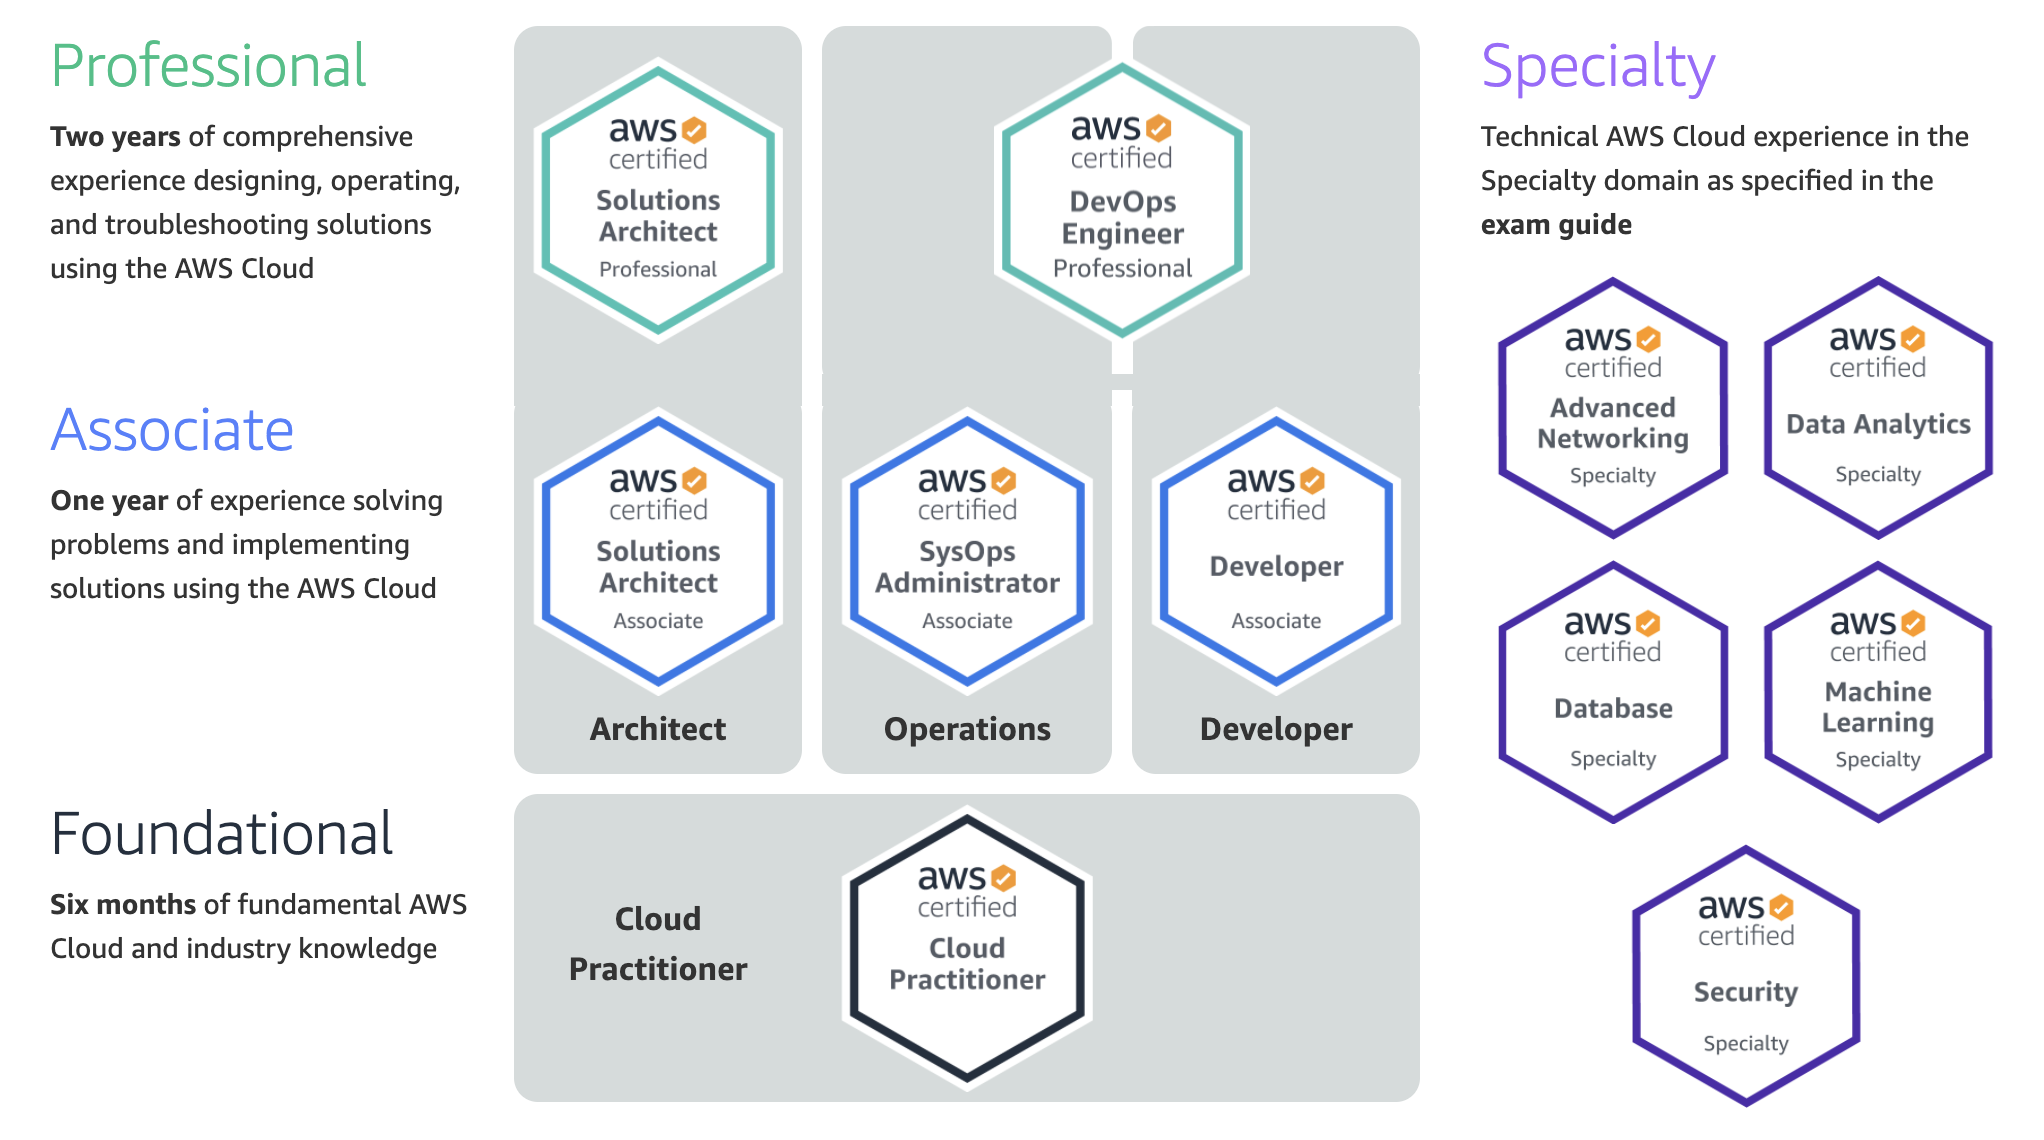 Professional
Two years of comprehensive
experience designing, operating,
and troubleshooting solutions
using the AWS Cloud
aws
certified
Solutions
Architect
Professional
aws
certified
DevOps
Engineer
Professional
Associate
One year of experience solving
problems and implementing
solutions using the AWS Cloud
aws
certified
Solutions
Architect
Associate
Architect
aws
certified
SysOps
Administrator
Associate
Operations
aws
certified
Developer
Associate
Developer
Foundational
Six months of fundamental AWS
Cloud and industry knowledge
Cloud
Practitioner
aws
certified
Cloud
Practitioner
Specialty
Technical AWS Cloud experience in the
Specialty domain as specified in the
exam guide
aws
certified
Advanced
Networking
Specialty
aws
certified
Data Analytics
Specialty
aws
certified
Database
Specialty
aws
certified
Machine
Learning
Specialty
aws
certified
Security
Specialty